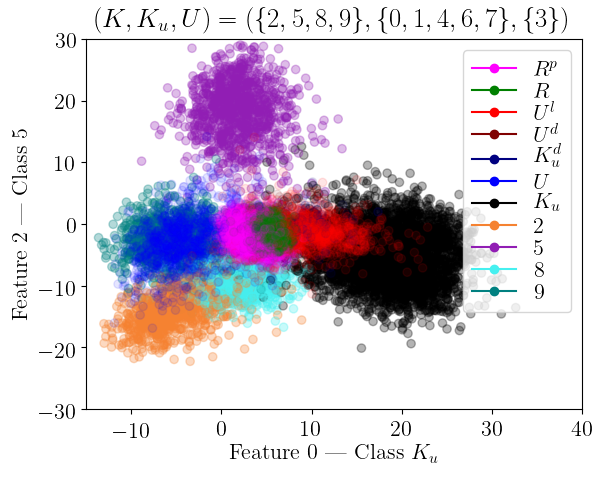 (K, K_u, U) = ({2, 5, 8, 9}, {0, 1, 4, 6, 7}, {3})
30
20
10
0
−10
−20
−30
Feature 2 — Class 5
R^p
R
U^l
U^d
K_u^d
U
K_u
2
5
8
9
−10
0
10
20
30
40
Feature 0 — Class K_u